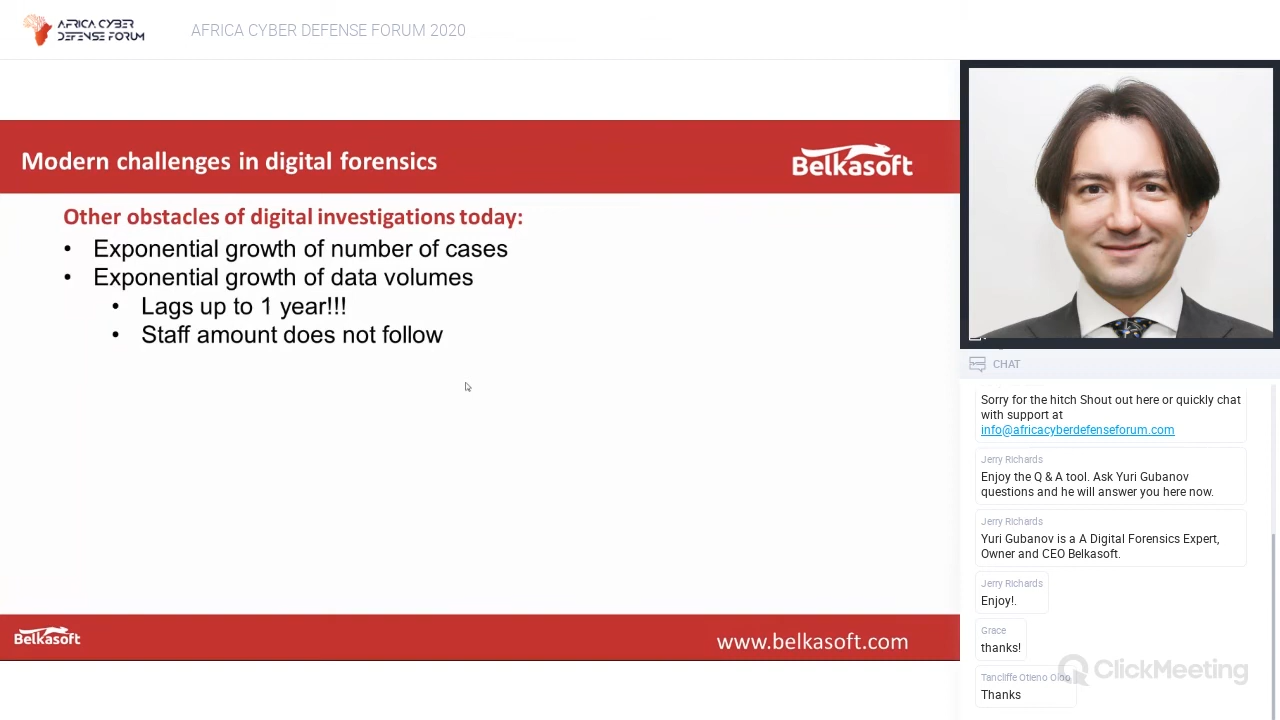 AFRICA CYBER
DEFENSE FORUM
AFRICA CYBER DEFENSE FORUM 2020
Modern challenges in digital forensics
Belkasoft
Other obstacles of digital investigations today:
• Exponential growth of number of cases
• Exponential growth of data volumes
• Lags up to 1 year!!!
• Staff amount does not follow
Belkasoft
www.belkasoft.com
CHAT
Sorry for the hitch Shout out here or quickly chat
with support at
info@africacyberdefenseforum.com
Jerry Richards
Enjoy the Q & A tool. Ask Yuri Gubanov
questions and he will answer you here now.
Jerry Richards
Yuri Gubanov is a A Digital Forensics Expert,
Owner and CEO Belkasoft.
Jerry Richards
Enjoy!.
Grace
thanks!
Tancliffe Otieno Oloo
Thanks
ClickMeeting